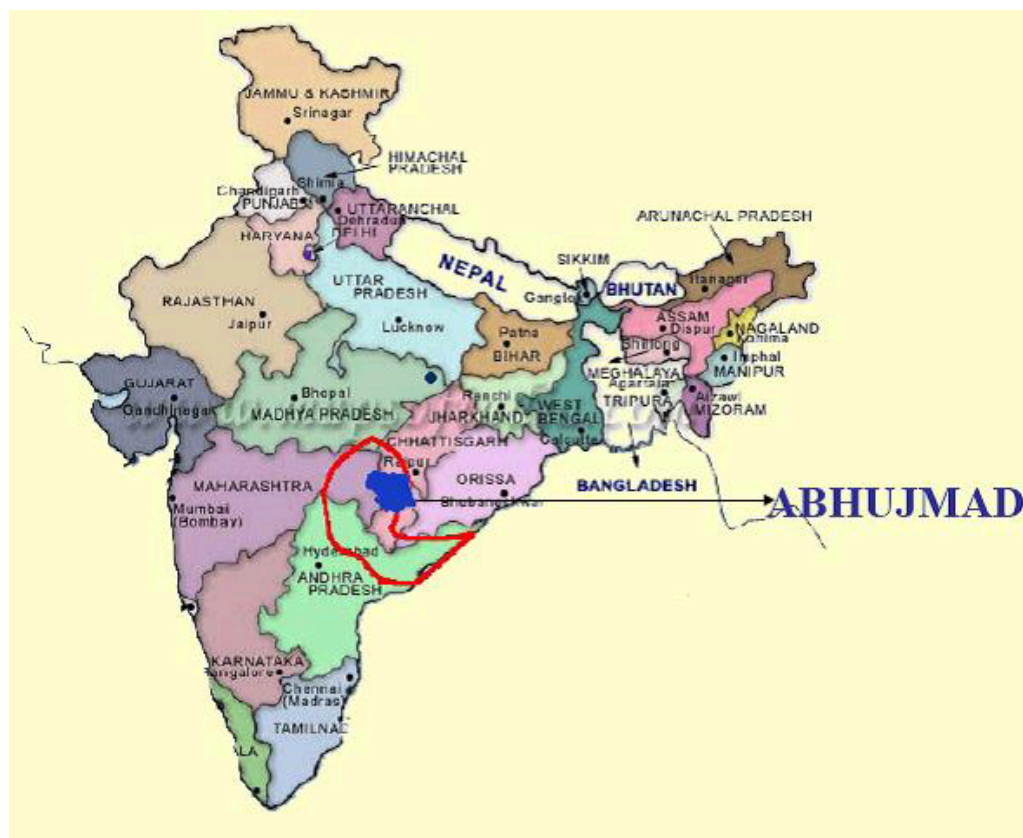 JAMMU & KASHMIR
Srinagar
HIMACHAL
PRADESH
Shimla
Chandigarh
PUNJAB
UTTARANCHAL
Dehradun
DELHI
HARYANA
ARUNACHAL PRADESH
SIKKIM
NEPAL
BHUTAN
Itanagar
UTTAR
PRADESH
RAJASTHAN
Jaipur
Lucknow
ASSAM
Dispur
NAGALAND
Kohima
Patna
BIHAR
Shillong
Imphal
MEGHALAYA
MANIPUR
Agartala
TRIPURA
Aizawl
MIZORAM
GUJARAT
Gandhinagar
Bhopal
MADHYA PRADESH
Ranchi
JHARKHAND
WEST
BENGAL
Calcutta
CHHATTISGARH
Raipur
ORISSA
Bhubaneshwar
BANGLADESH
MAHARASHTRA
Mumbai
(Bombay)
ABHUJMAD
Hyderabad
ANDHRA
PRADESH
KARNATAKA
Bangalore
Chennai
(Madras)
TAMILNAD
ALA